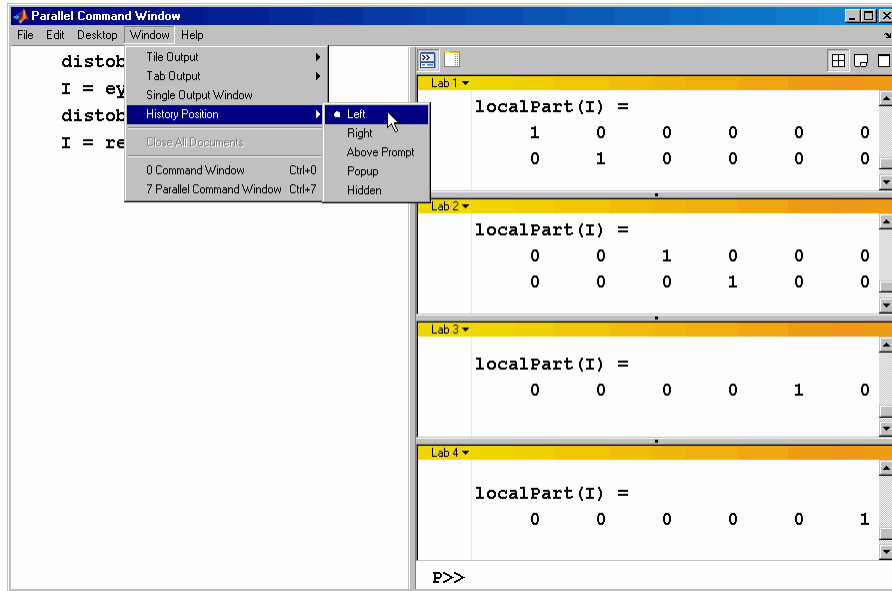 Parallel Command Window
File Edit Desktop Window Help
distob
I = ey
distob
I = re
Tile Output
Tab Output
Single Output Window
History Position
Close All Documents
0 Command Window Ctrl+0
7 Parallel Command Window Ctrl+7
Left
Right
Above Prompt
Popup
Hidden
Lab 1
localPart(I) =
1 0 0 0 0 0
0 1 0 0 0 0
Lab 2
localPart(I) =
0 0 1 0 0 0
0 0 0 1 0 0
Lab 3
localPart(I) =
0 0 0 0 1 0
Lab 4
localPart(I) =
0 0 0 0 0 1
P>>